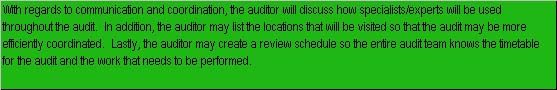 With regards to communication and coordination, the auditor will discuss how specialists/experts will be used
throughout the audit.  In addition, the auditor may list the locations that will be visited so that the audit may be more
efficiently coordinated.  Lastly, the auditor may create a review schedule so the entire audit team knows the timetable
for the audit and the work that needs to be performed.